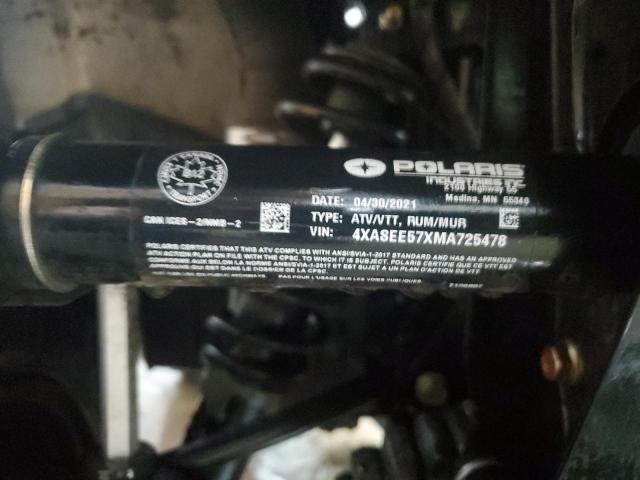 POLARIS
INDUSTRIES INC.
2100 Highway 55
Medina, MN 55340
DATE: 04/30/2021
CAN ICES-2/NMB-2
TYPE: ATV/VTT, RUM/MUR
VIN: 4XASEE57XMA725478
POLARIS CERTIFIES THAT THIS ATV COMPLIES WITH ANSI/SVIA-1-2017 STANDARD AND HAS AN APPROVED
ATV ACTION PLAN ON FILE WITH THE CPSC, TO WHICH IT IS SUBJECT. POLARIS CERTIFIE QUE CE VTT EST
CONFORME AUX SELON LA NORME ANSI/SVIA-1-2017 ET EST SUJET A UN PLAN D'ACTION DE VTT
QUI EST DANS LE DOSSIER DE LA CPSC.
PAS POUR L'USAGE SUR LES VOIES PUBLIQUES